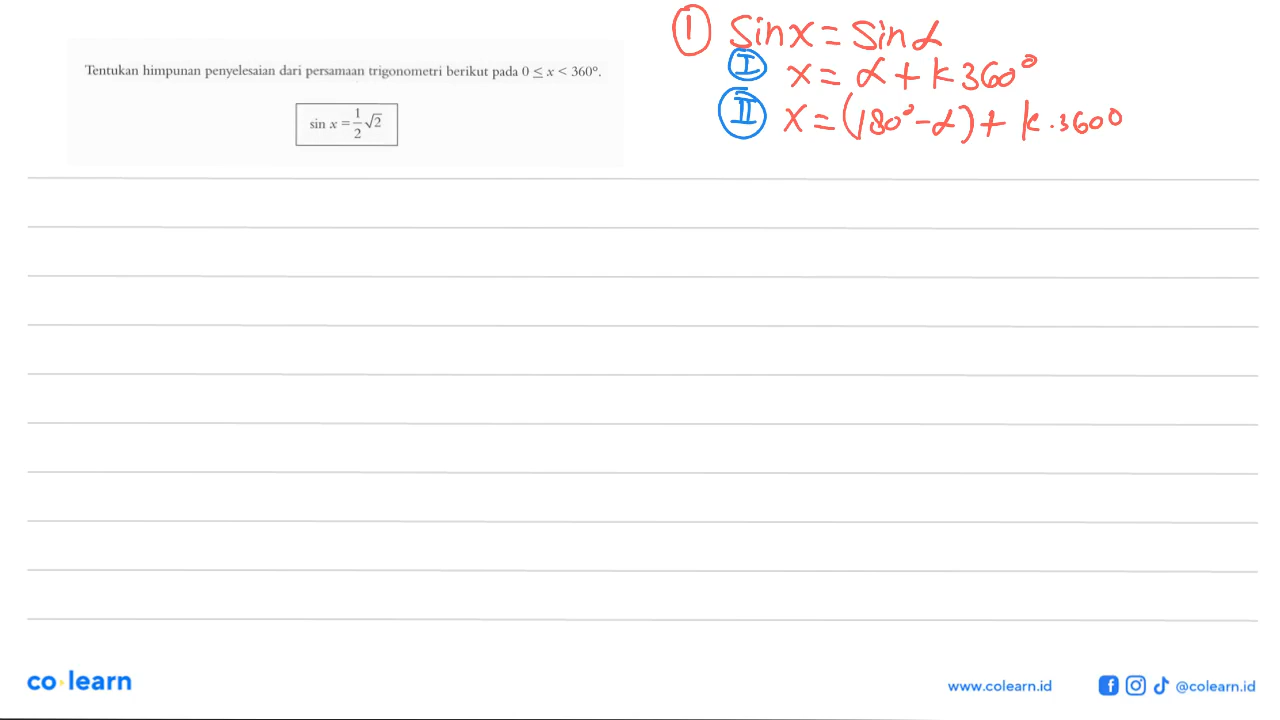 Tentukan himpunan penyelesaian dari persamaan trigonometri berikut pada 0 ≤ x < 360°.
sin x = 1/2 √2
① Sin x = Sin α
Ⅰ x = α + k 360°
Ⅱ x = (180° - α) + k . 360°
co learn
www.colearn.id @colearn.id